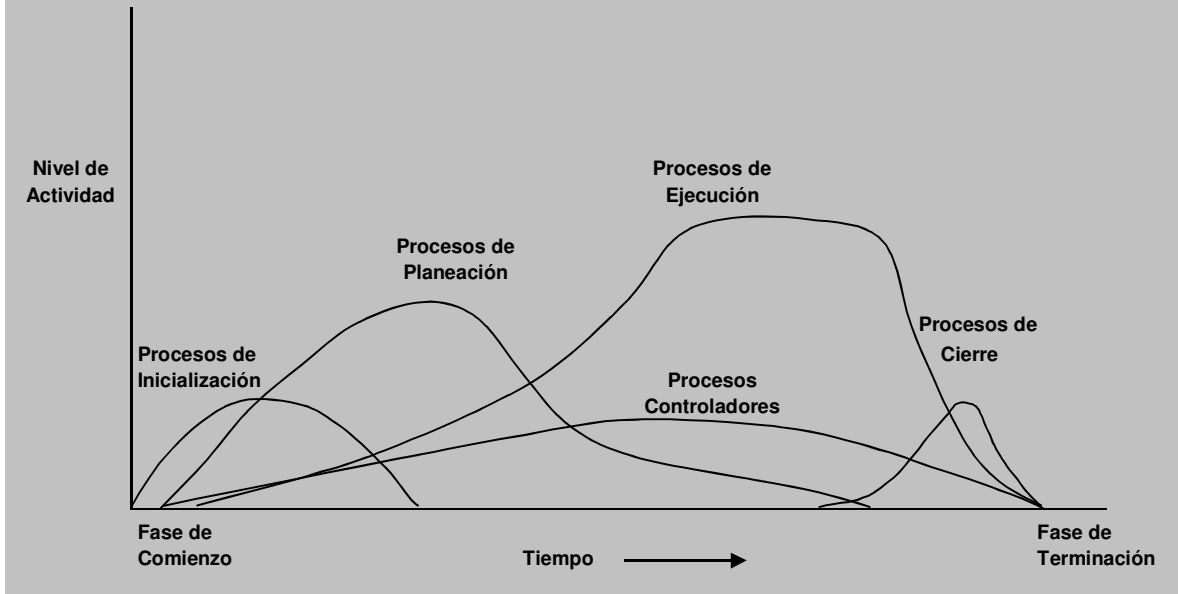 Nivel de
Actividad
Procesos de
Ejecución
Procesos de
Planeación
Procesos de
Cierre
Procesos de
Inicialización
Procesos
Controladores
Fase de
Comienzo
Tiempo
Fase de
Terminación